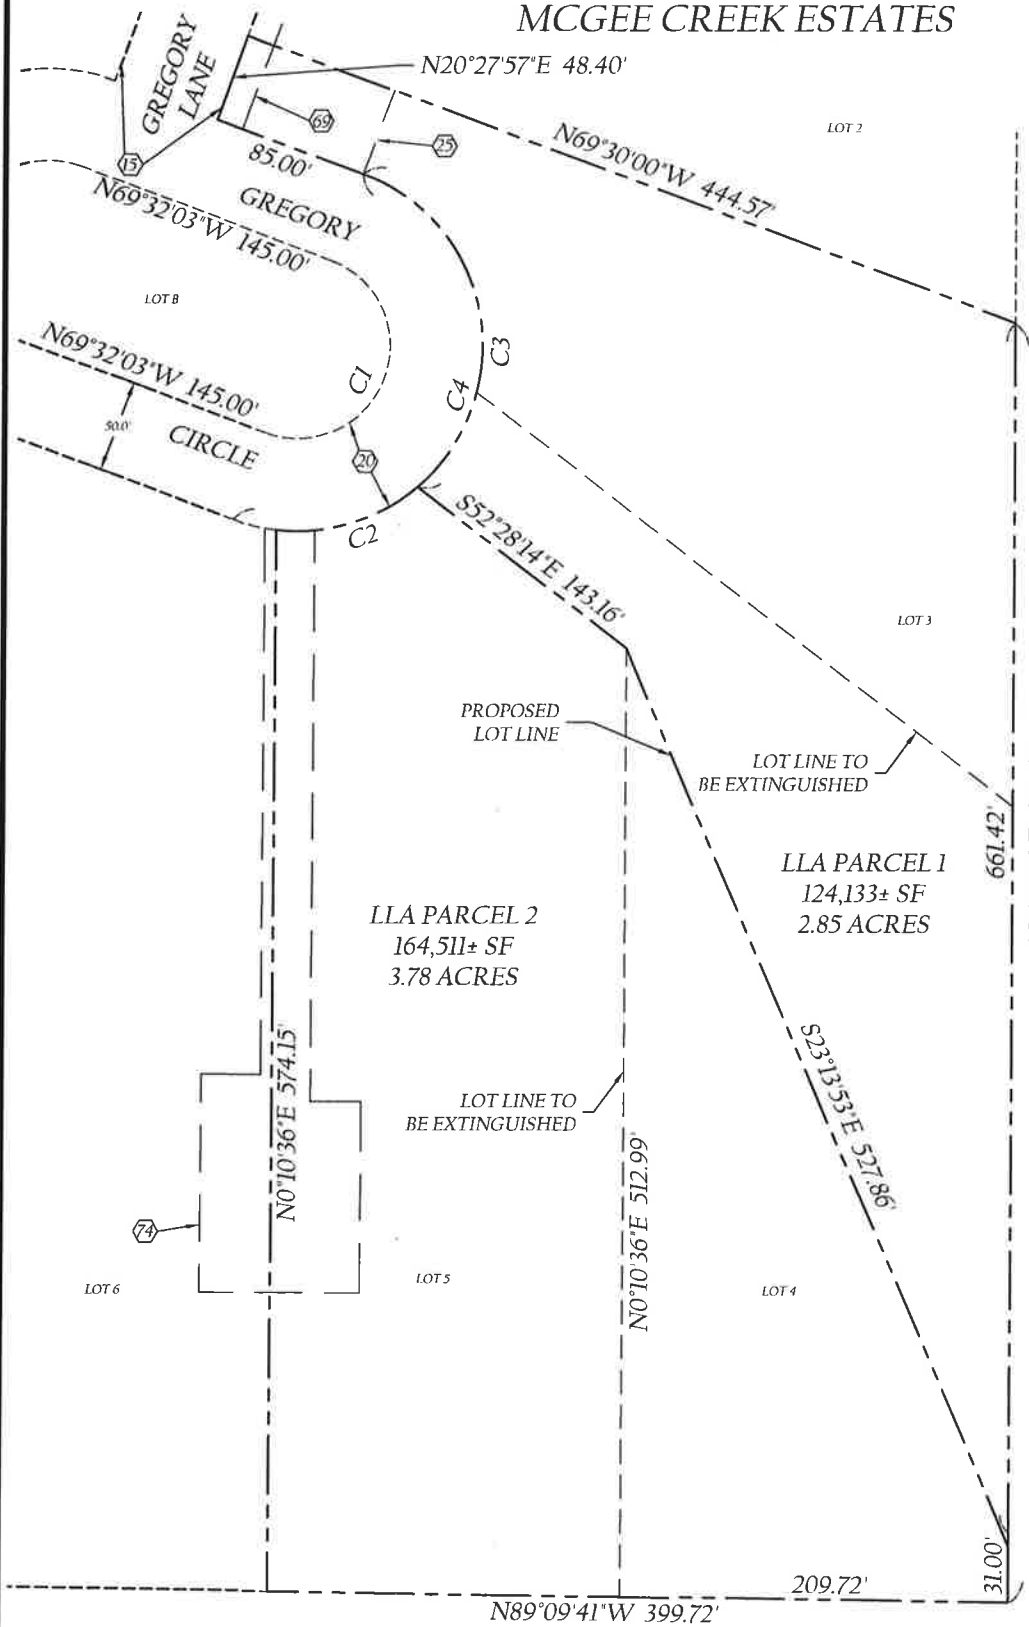 MCGEE CREEK ESTATES
GREGORY
LANE
N20°27'57"E 48.40'
69
25
LOT 2
15
85.00'
N69°30'00"W 444.57'
GREGORY
N69°32'03"W 145.00'
LOT B
N69°32'03"W 145.00'
C1
C3
C4
50.0'
CIRCLE
20
C2
S52°28'14"E 143.16'
LOT 3
PROPOSED
LOT LINE
LOT LINE TO
BE EXTINGUISHED
661.42'
LLA PARCEL 1
124,133± SF
2.85 ACRES
LLA PARCEL 2
164,511± SF
3.78 ACRES
S23°13'53"E 527.86'
N0°10'36"E 574.15'
LOT LINE TO
BE EXTINGUISHED
N0°10'36"E 512.99'
74
LOT 6
LOT 5
LOT 4
31.00'
209.72'
N89°09'41"W 399.72'